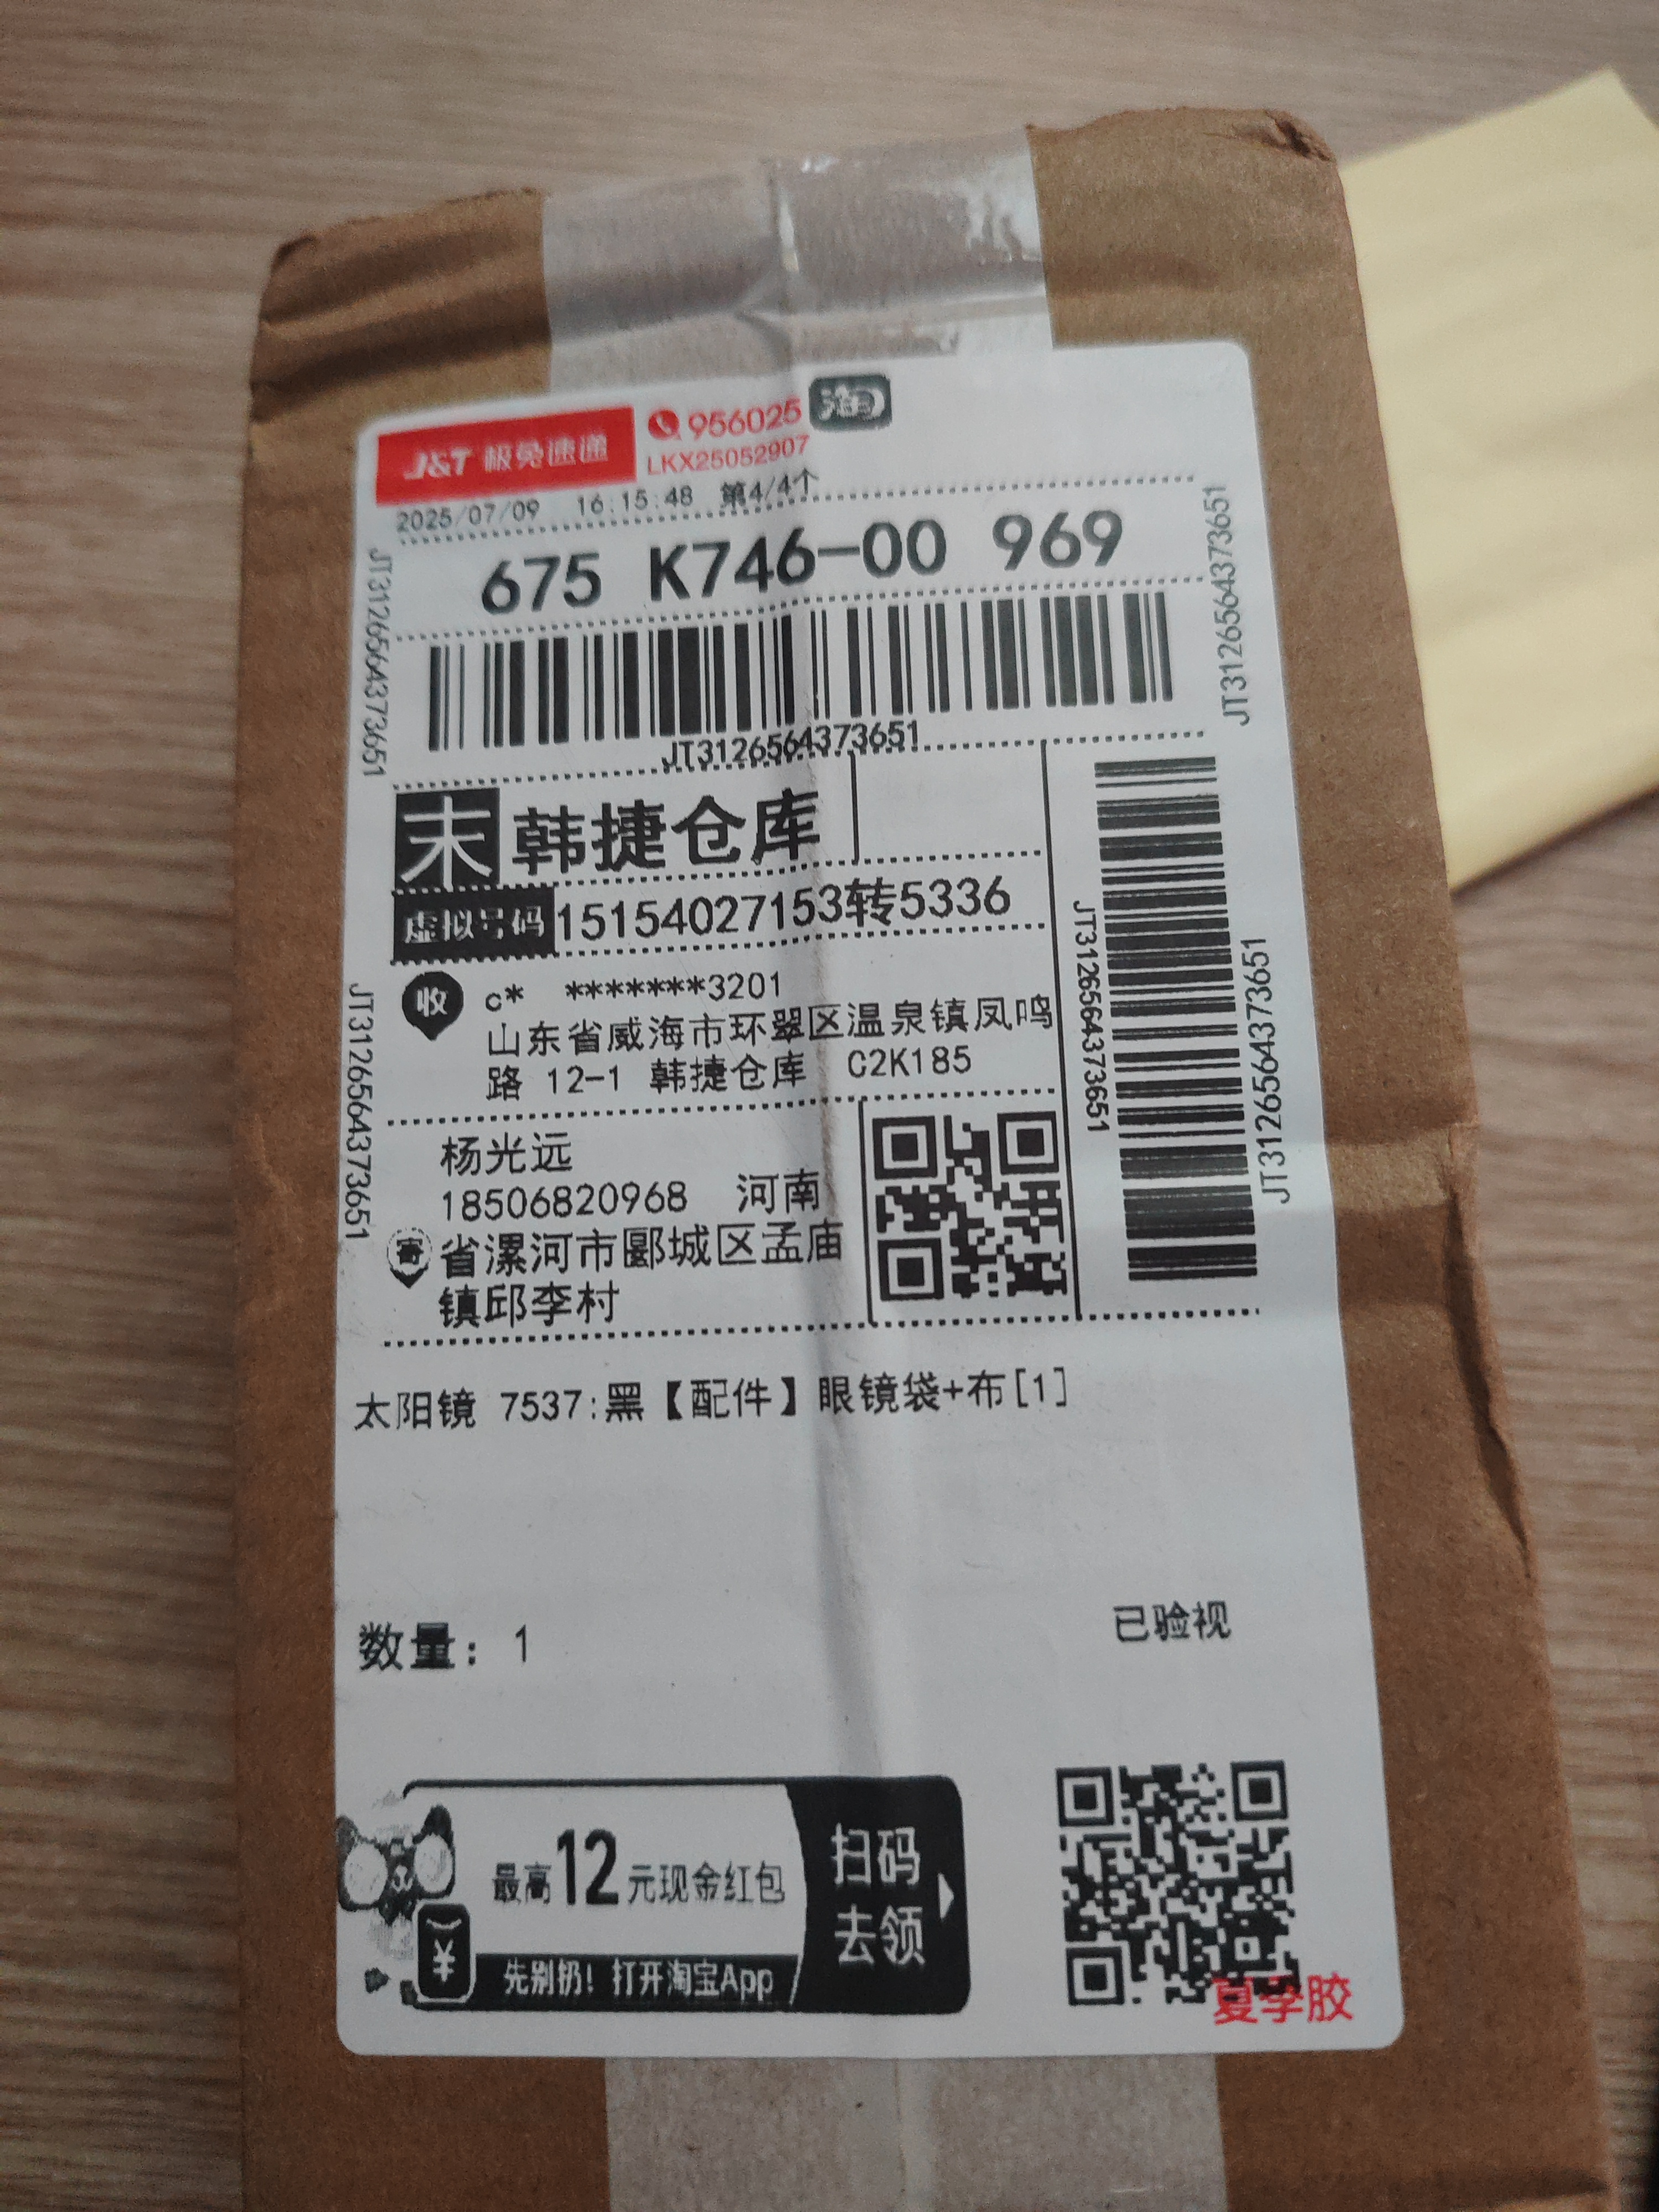 J&T 极兔速递
956025
淘
LKX25052907
2025/07/09 16:15:48 第4/4个
675 K746-00 969
JT3126564373651
JT3126564373651
JT3126564373651
末 韩捷仓库
虚拟号码 15154027153转5336
收 c* *******3201
山东省威海市环翠区温泉镇凤鸣
路 12-1 韩捷仓库 C2K185
JT3126564373651
JT3126564373651
JT3126564373651
杨光远
18506820968 河南
寄 省漯河市郾城区孟庙
镇邱李村
太阳镜 7537:黑【配件】眼镜袋+布[1]
数量：1
已验视
最高12元现金红包
扫码
去领
¥
先别扔！打开淘宝App
夏季胶